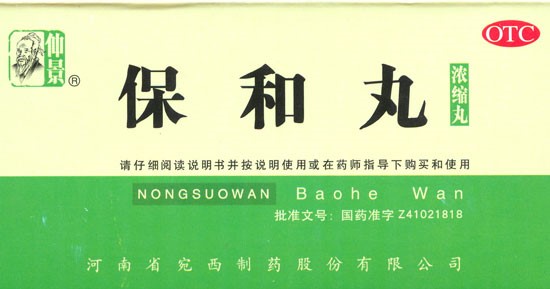 OTC
仲景
®
保和丸
浓缩丸
请仔细阅读说明书并按说明使用或在药师指导下购买和使用
NONGSUOWAN Baohe Wan
批准文号：国药准字 Z41021818
河南省宛西制药股份有限公司